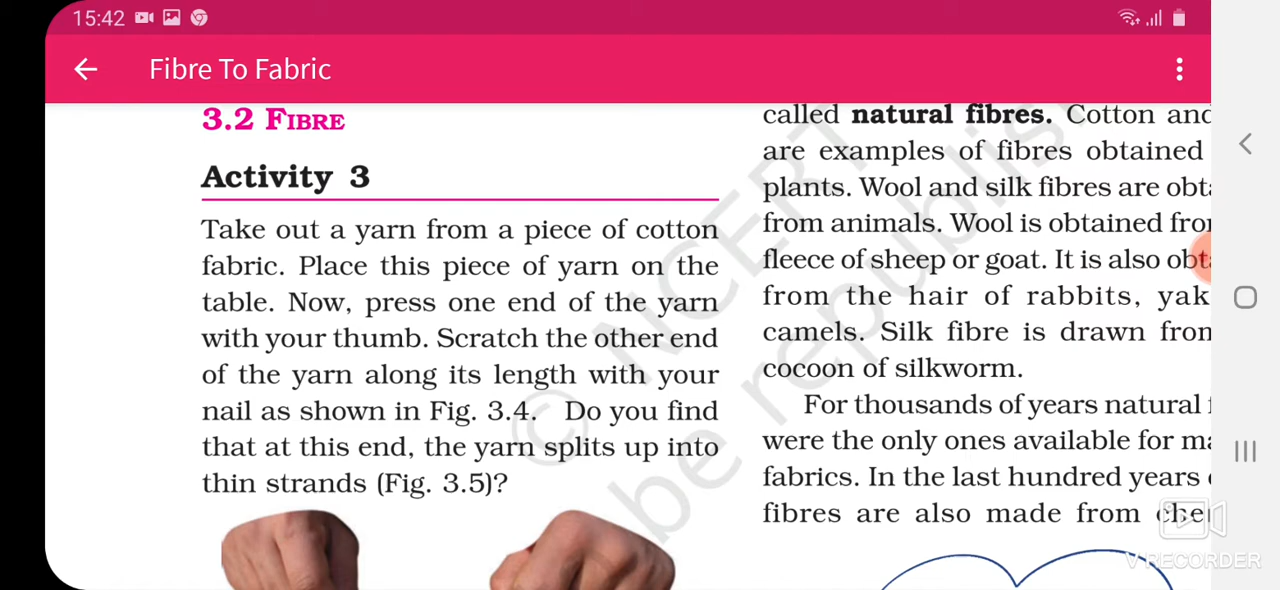 15:42
Fibre To Fabric
3.2 FIBRE
Activity 3
Take out a yarn from a piece of cotton
fabric. Place this piece of yarn on the
table. Now, press one end of the yarn
with your thumb. Scratch the other end
of the yarn along its length with your
nail as shown in Fig. 3.4. Do you find
that at this end, the yarn splits up into
thin strands (Fig. 3.5)?
called natural fibres. Cotton and
are examples of fibres obtained
plants. Wool and silk fibres are
from animals. Wool is obtained
fleece of sheep or goat. It is also
from the hair of rabbits, yak
camels. Silk fibre is drawn
cocoon of silkworm.
For thousands of years natural
were the only ones available for
fabrics. In the last hundred years
fibres are also made from
© NCERT
be republis
V RECORDER